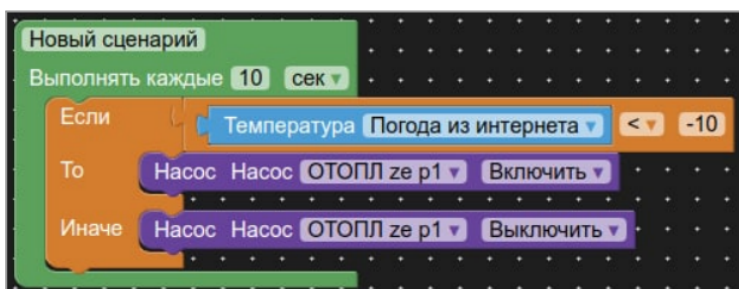 Новый сценарий
Выполнять каждые 10 сек
Если Температура Погода из интернета < -10
То Насос Насос ОТОПЛ ze p1 Включить
Иначе Насос Насос ОТОПЛ ze p1 Выключить